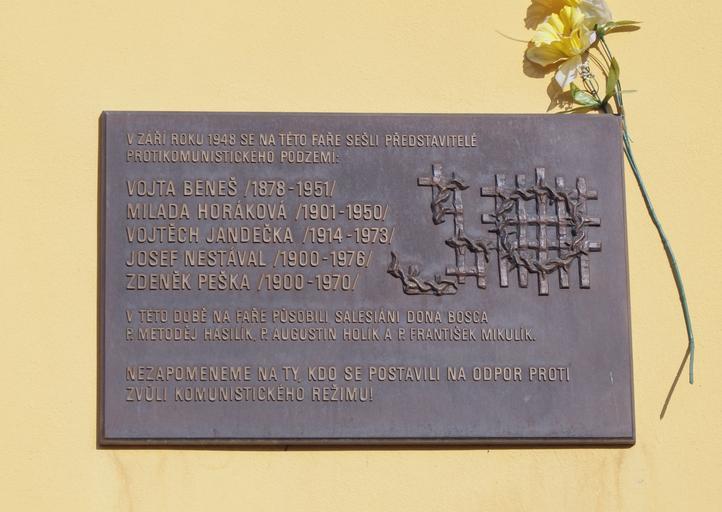 V ZÁŘÍ ROKU 1948 SE NA TÉTO FAŘE SEŠLI PŘEDSTAVITELÉ
PROTIKOMUNISTICKÉHO PODZEMÍ:
VOJTA BENEŠ /1878-1951/
MILADA HORÁKOVÁ /1901-1950/
VOJTĚCH JANDEČKA /1914-1973/
JOSEF NESTÁVAL /1900-1976/
ZDENĚK PEŠKA /1900-1970/
V TÉTO DOBĚ NA FAŘE PŮSOBILI SALESIÁNI DONA BOSCA
P. METODĚJ HASILÍK, P. AUGUSTIN HOLÍK A P. FRANTIŠEK MIKULÍK.
NEZAPOMENEME NA TY, KDO SE POSTAVILI NA ODPOR PROTI
ZVŮLI KOMUNISTICKÉHO REŽIMU!